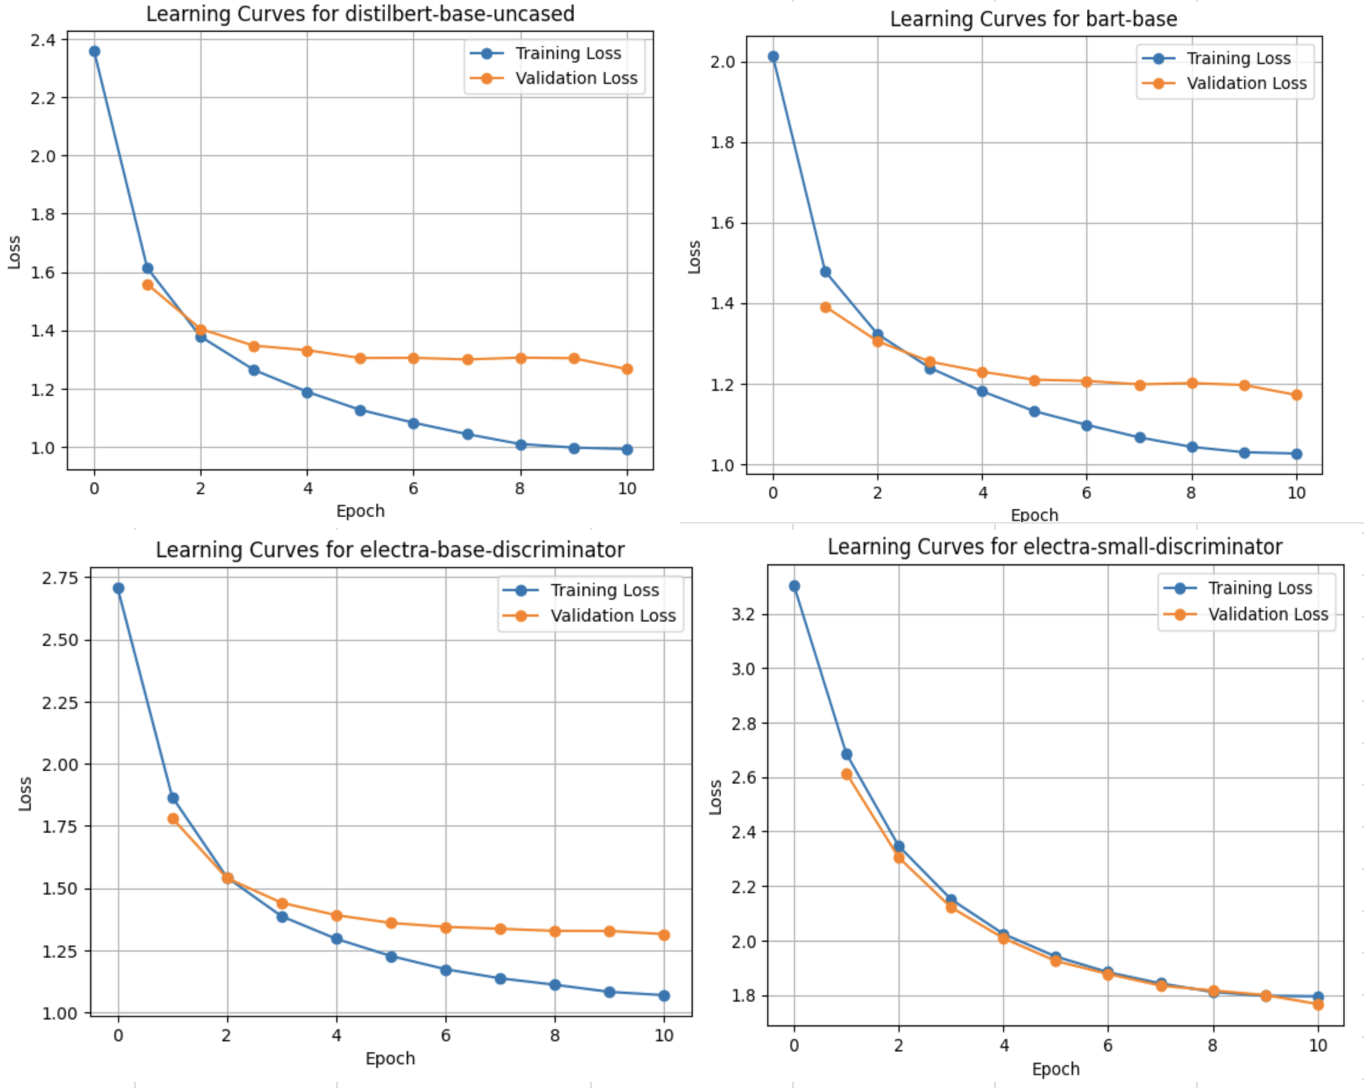 Learning Curves for distilbert-base-uncased
Training Loss
Validation Loss
2.4
2.2
2.0
1.8
1.6
1.4
1.2
1.0
Loss
0 2 4 6 8 10
Epoch
Learning Curves for bart-base
Training Loss
Validation Loss
2.0
1.8
1.6
1.4
1.2
1.0
Loss
0 2 4 6 8 10
Epoch
Learning Curves for electra-base-discriminator
Training Loss
Validation Loss
2.75
2.50
2.25
2.00
1.75
1.50
1.25
1.00
Loss
0 2 4 6 8 10
Epoch
Learning Curves for electra-small-discriminator
Training Loss
Validation Loss
3.2
3.0
2.8
2.6
2.4
2.2
2.0
1.8
Loss
0 2 4 6 8 10
Epoch